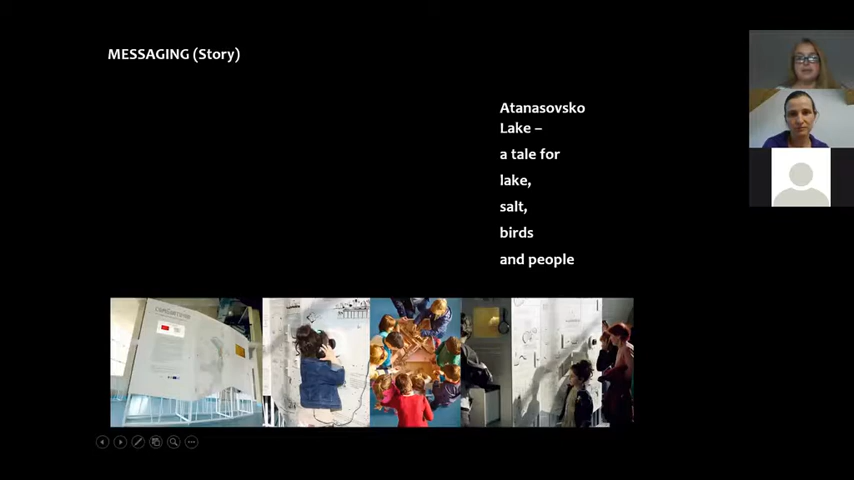 MESSAGING (Story)
Atanasovsko
Lake –
a tale for
lake,
salt,
birds
and people